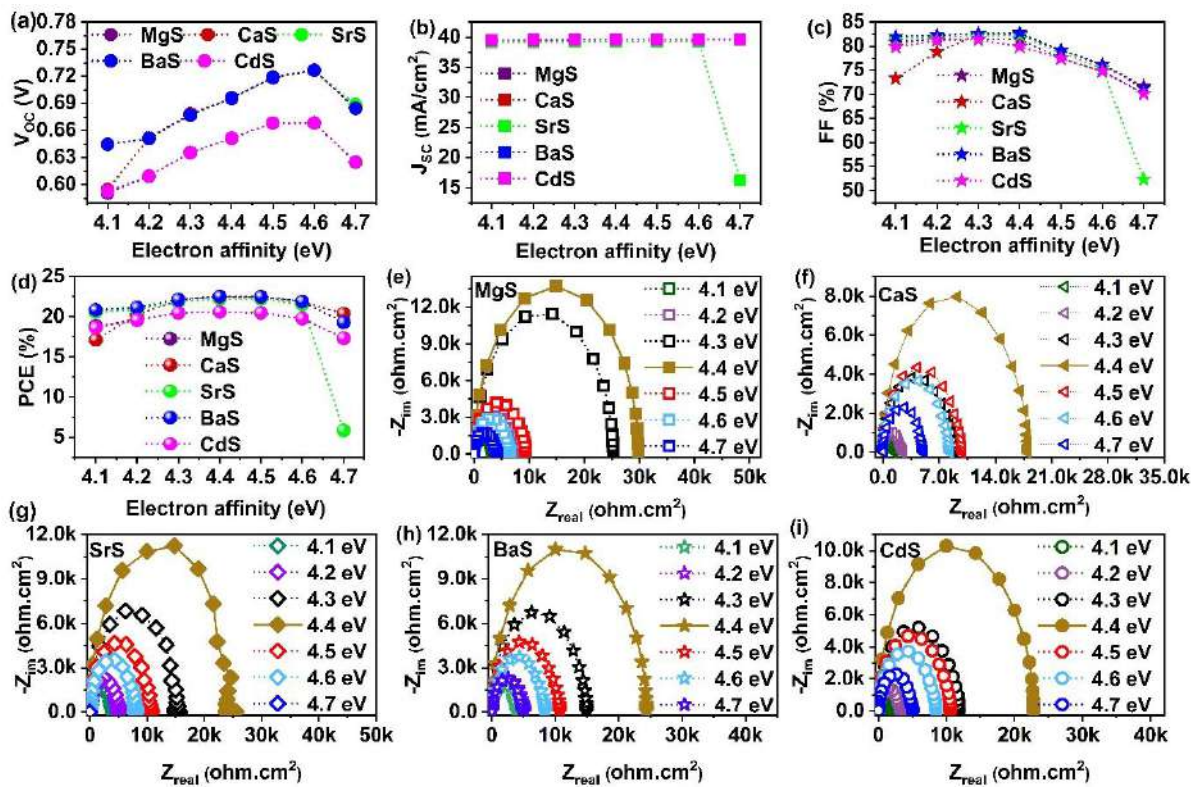 (a)
MgS CaS SrS
BaS CdS
0.78
0.75
0.72
0.69
0.66
0.63
0.60
V_OC (V)
4.1 4.2 4.3 4.4 4.5 4.6 4.7
Electron affinity (eV)
(b)
40
35
30
25
20
15
J_SC (mA/cm²)
MgS
CaS
SrS
BaS
CdS
4.1 4.2 4.3 4.4 4.5 4.6 4.7
Electron affinity (eV)
(c)
85
80
75
70
65
60
55
50
FF (%)
MgS
CaS
SrS
BaS
CdS
4.1 4.2 4.3 4.4 4.5 4.6 4.7
Electron affinity (eV)
(d)
25
20
15
10
5
PCE (%)
MgS
CaS
SrS
BaS
CdS
4.1 4.2 4.3 4.4 4.5 4.6 4.7
Electron affinity (eV)
(e)
MgS
12.0k
9.0k
6.0k
3.0k
0.0
-Z_im (ohm.cm²)
4.1 eV
4.2 eV
4.3 eV
4.4 eV
4.5 eV
4.6 eV
4.7 eV
0 10k 20k 30k 40k 50k
Z_real (ohm.cm²)
(f)
CaS
8.0k
6.0k
4.0k
2.0k
0.0
-Z_im (ohm.cm²)
4.1 eV
4.2 eV
4.3 eV
4.4 eV
4.5 eV
4.6 eV
4.7 eV
0.0 7.0k 14.0k 21.0k 28.0k 35.0k
Z_real (ohm.cm²)
(g)
SrS
12.0k
9.0k
6.0k
3.0k
0.0
-Z_im (ohm.cm²)
4.1 eV
4.2 eV
4.3 eV
4.4 eV
4.5 eV
4.6 eV
4.7 eV
0 10k 20k 30k 40k 50k
Z_real (ohm.cm²)
(h)
BaS
12.0k
9.0k
6.0k
3.0k
0.0
-Z_im (ohm.cm²)
4.1 eV
4.2 eV
4.3 eV
4.4 eV
4.5 eV
4.6 eV
4.7 eV
0 10k 20k 30k 40k
Z_real (ohm.cm²)
(i)
CdS
10.0k
8.0k
6.0k
4.0k
2.0k
0.0
-Z_im (ohm.cm²)
4.1 eV
4.2 eV
4.3 eV
4.4 eV
4.5 eV
4.6 eV
4.7 eV
0 10k 20k 30k 40k
Z_real (ohm.cm²)